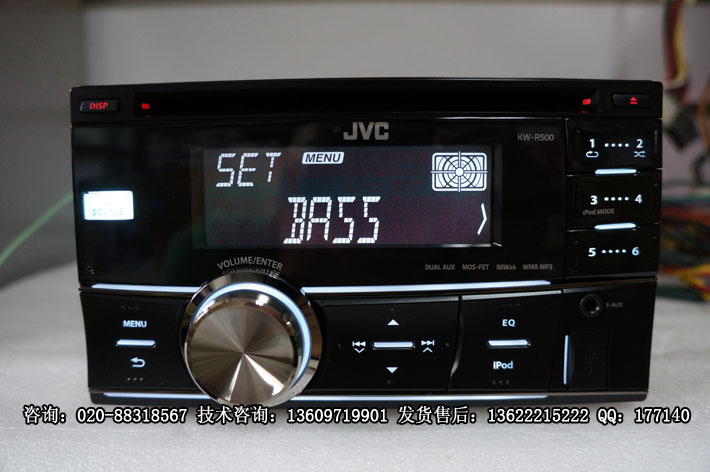 DISP
JVC
KW-R500
SET MENU
BASS
SOURCE
1 •••• 2
3 •••• 4
iPod MODE
5 •••• 6
DUAL AUX MOS-FET 50Wx4 WMA MP3
VOLUME/ENTER
MENU
EQ
iPod
F-AUX
咨询：020-88318567 技术咨询：13609719901 发货售后：13622215222 QQ：177140